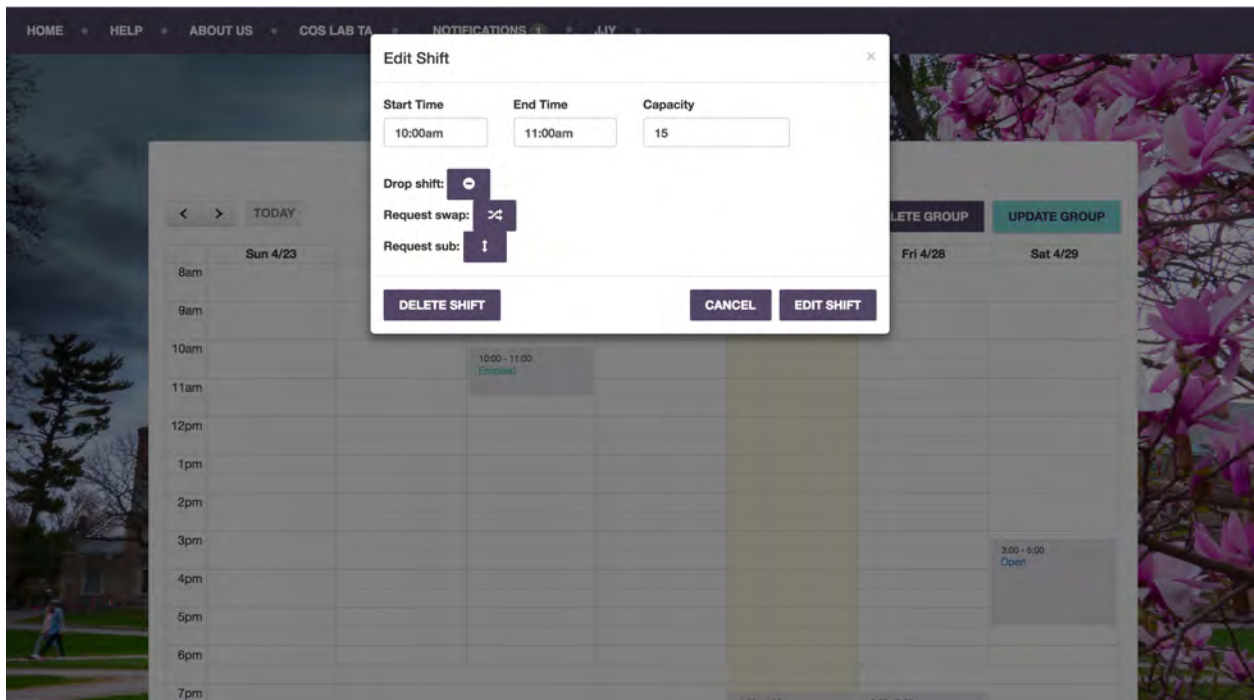 HOME HELP ABOUT US COS LAB TA NOTIFICATIONS 1 JJY
Edit Shift ×
Start Time End Time Capacity
10:00am 11:00am 15
Drop shift:
Request swap:
Request sub:
DELETE SHIFT CANCEL EDIT SHIFT
TODAY GROUP UPDATE GROUP
Sun 4/23 Fri 4/28 Sat 4/29
8am
9am
10am
10:00 - 11:00
Enrolled
11am
12pm
1pm
2pm
3pm
3:00 - 5:00
Open
4pm
5pm
6pm
7pm